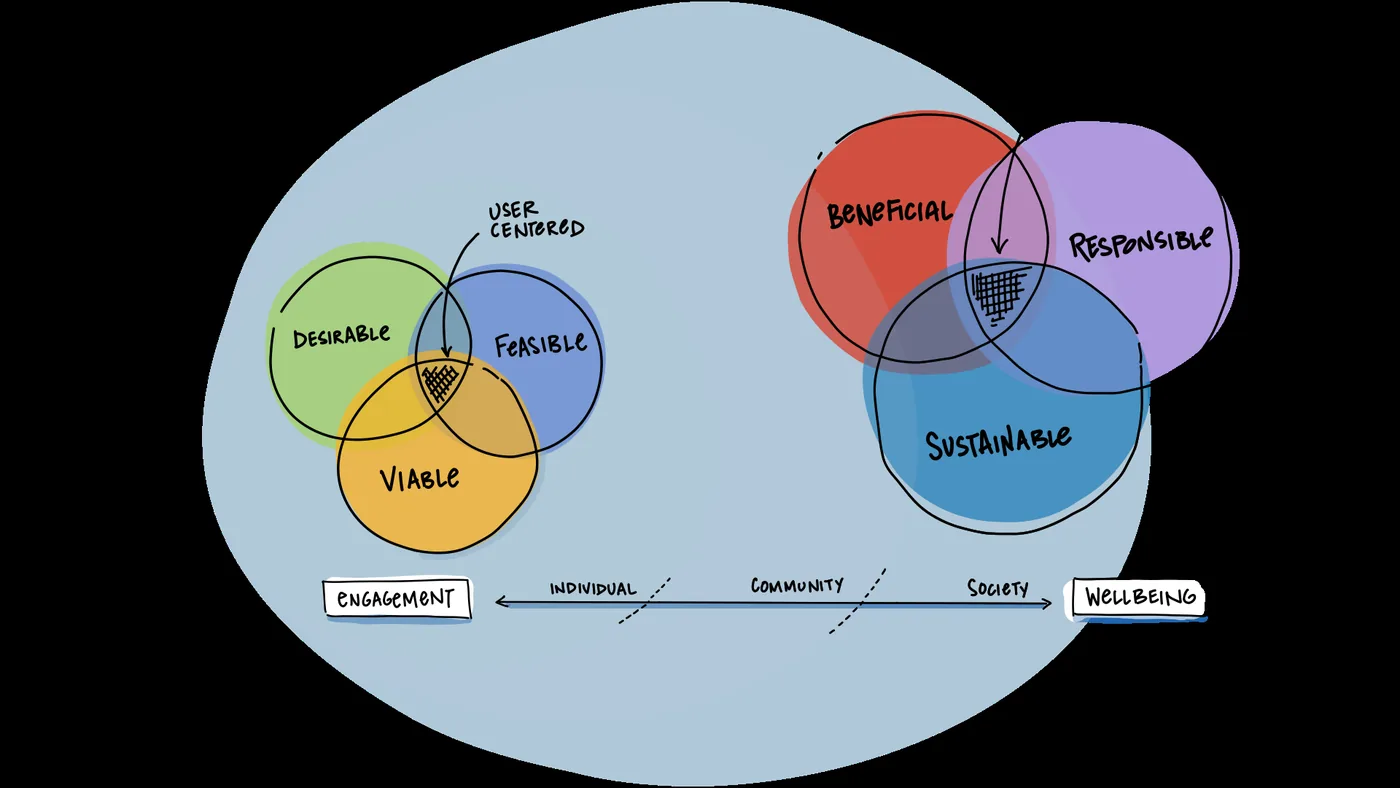 USER
CENTERED
DESIRABLE
FEASIBLE
VIABLE
BENEFICIAL
RESPONSIBLE
SUSTAINABLE
ENGAGEMENT
INDIVIDUAL
COMMUNITY
SOCIETY
WELLBEING